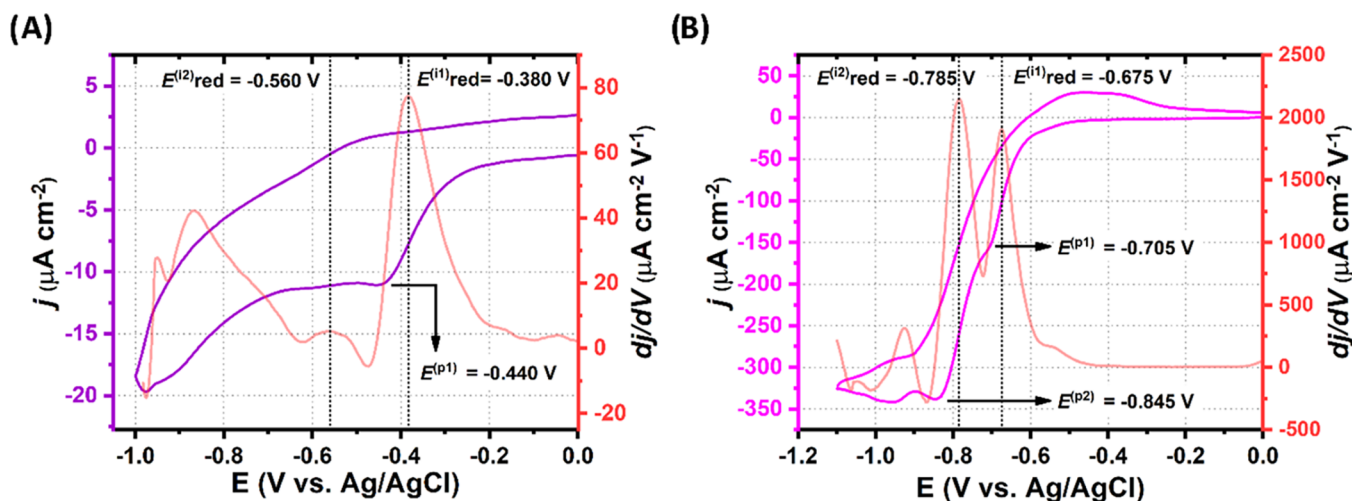 (A)
E(i2)red = -0.560 V
E(i1)red= -0.380 V
E(p1) = -0.440 V
5
0
-5
-10
-15
-20
j (µA cm-2)
80
60
40
20
0
-20
dj/dV (µA cm-2 V-1)
-1.0 -0.8 -0.6 -0.4 -0.2 0.0
E (V vs. Ag/AgCl)
(B)
E(i2)red = -0.785 V
E(i1)red = -0.675 V
E(p1) = -0.705 V
E(p2) = -0.845 V
50
0
-50
-100
-150
-200
-250
-300
-350
j (µA cm-2)
2500
2000
1500
1000
500
0
-500
dj/dV (µA cm-2 V-1)
-1.2 -1.0 -0.8 -0.6 -0.4 -0.2 0.0
E (V vs. Ag/AgCl)